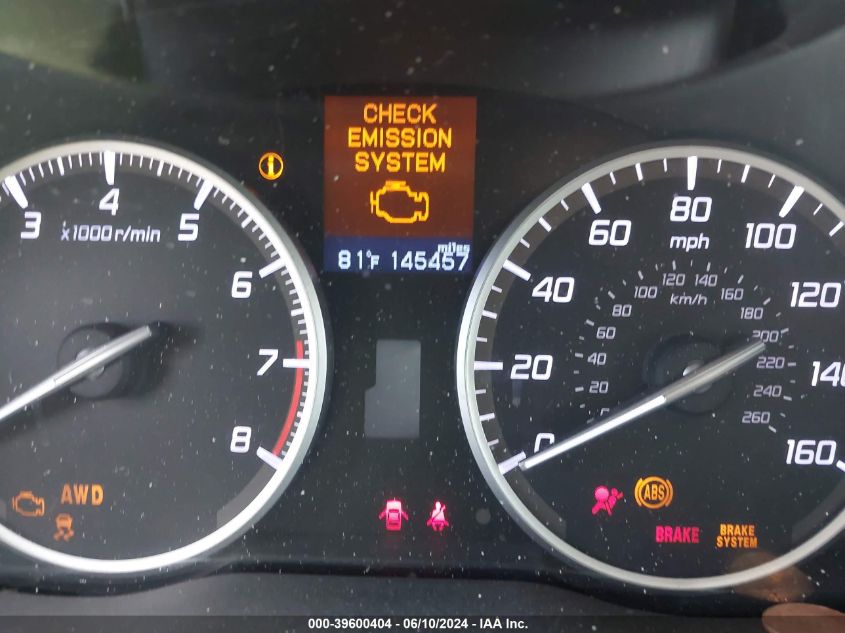 CHECK
EMISSION
SYSTEM
81°F 145457 miles
3 4 5 6 7 8
x1000r/min
0 20 40 60 80 100 120 140 160
mph
20 40 60 80 100 120 140 160 180 200 220 240 260
km/h
AWD
ABS
BRAKE
BRAKE
SYSTEM
000-39600404 - 06/10/2024 - IAA Inc.